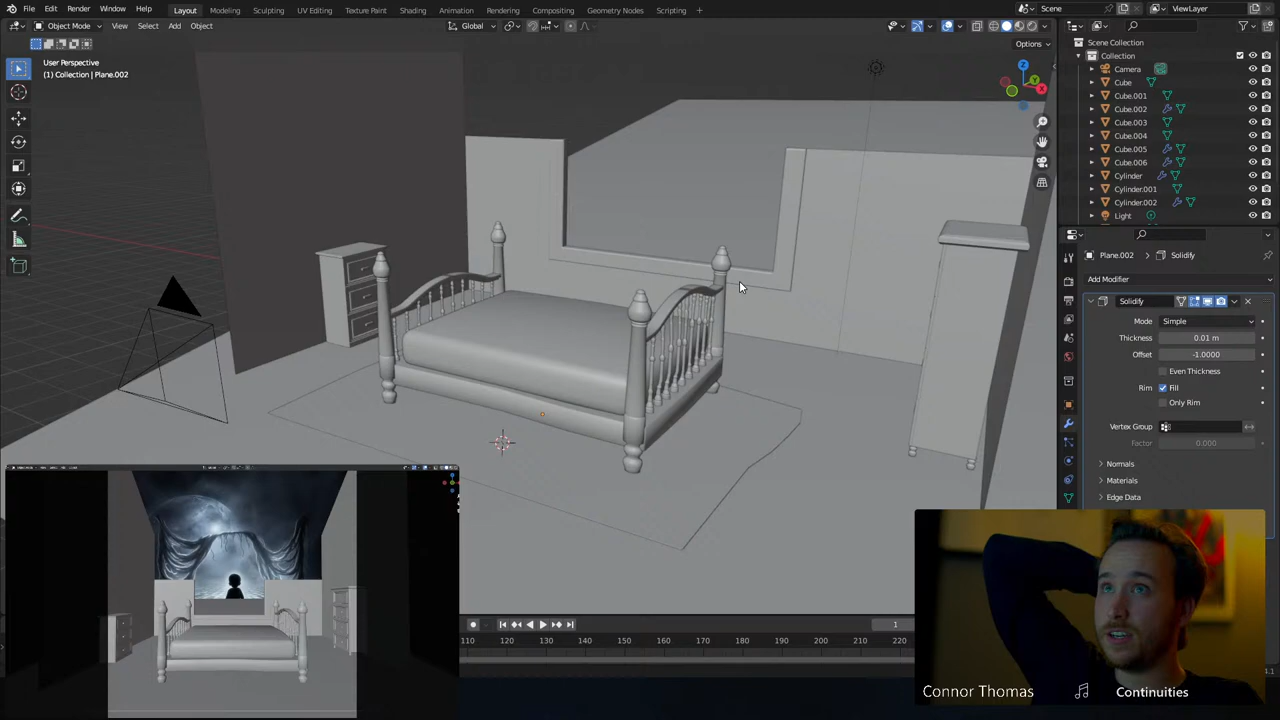 File Edit Render Window Help Layout Modeling Sculpting UV Editing Texture Paint Shading Animation Rendering Compositing Geometry Nodes Scripting + Scene ViewLayer
Object Mode View Select Add Object Global
Options
User Perspective
(1) Collection | Plane.002
Z
Y
X
Scene Collection
Collection
Camera
Cube
Cube.001
Cube.002
Cube.003
Cube.004
Cube.005
Cube.006
Cylinder
Cylinder.001
Cylinder.002
Light
Plane.002 > Solidify
Add Modifier
Solidify
Mode Simple
Thickness 0.01 m
Offset -1.0000
Even Thickness
Rim Fill
Only Rim
Vertex Group
Factor 0.000
Normals
Materials
Edge Data
1
110 120 130 140 150 160 170 180 190 200 210 220
Connor Thomas Continuities